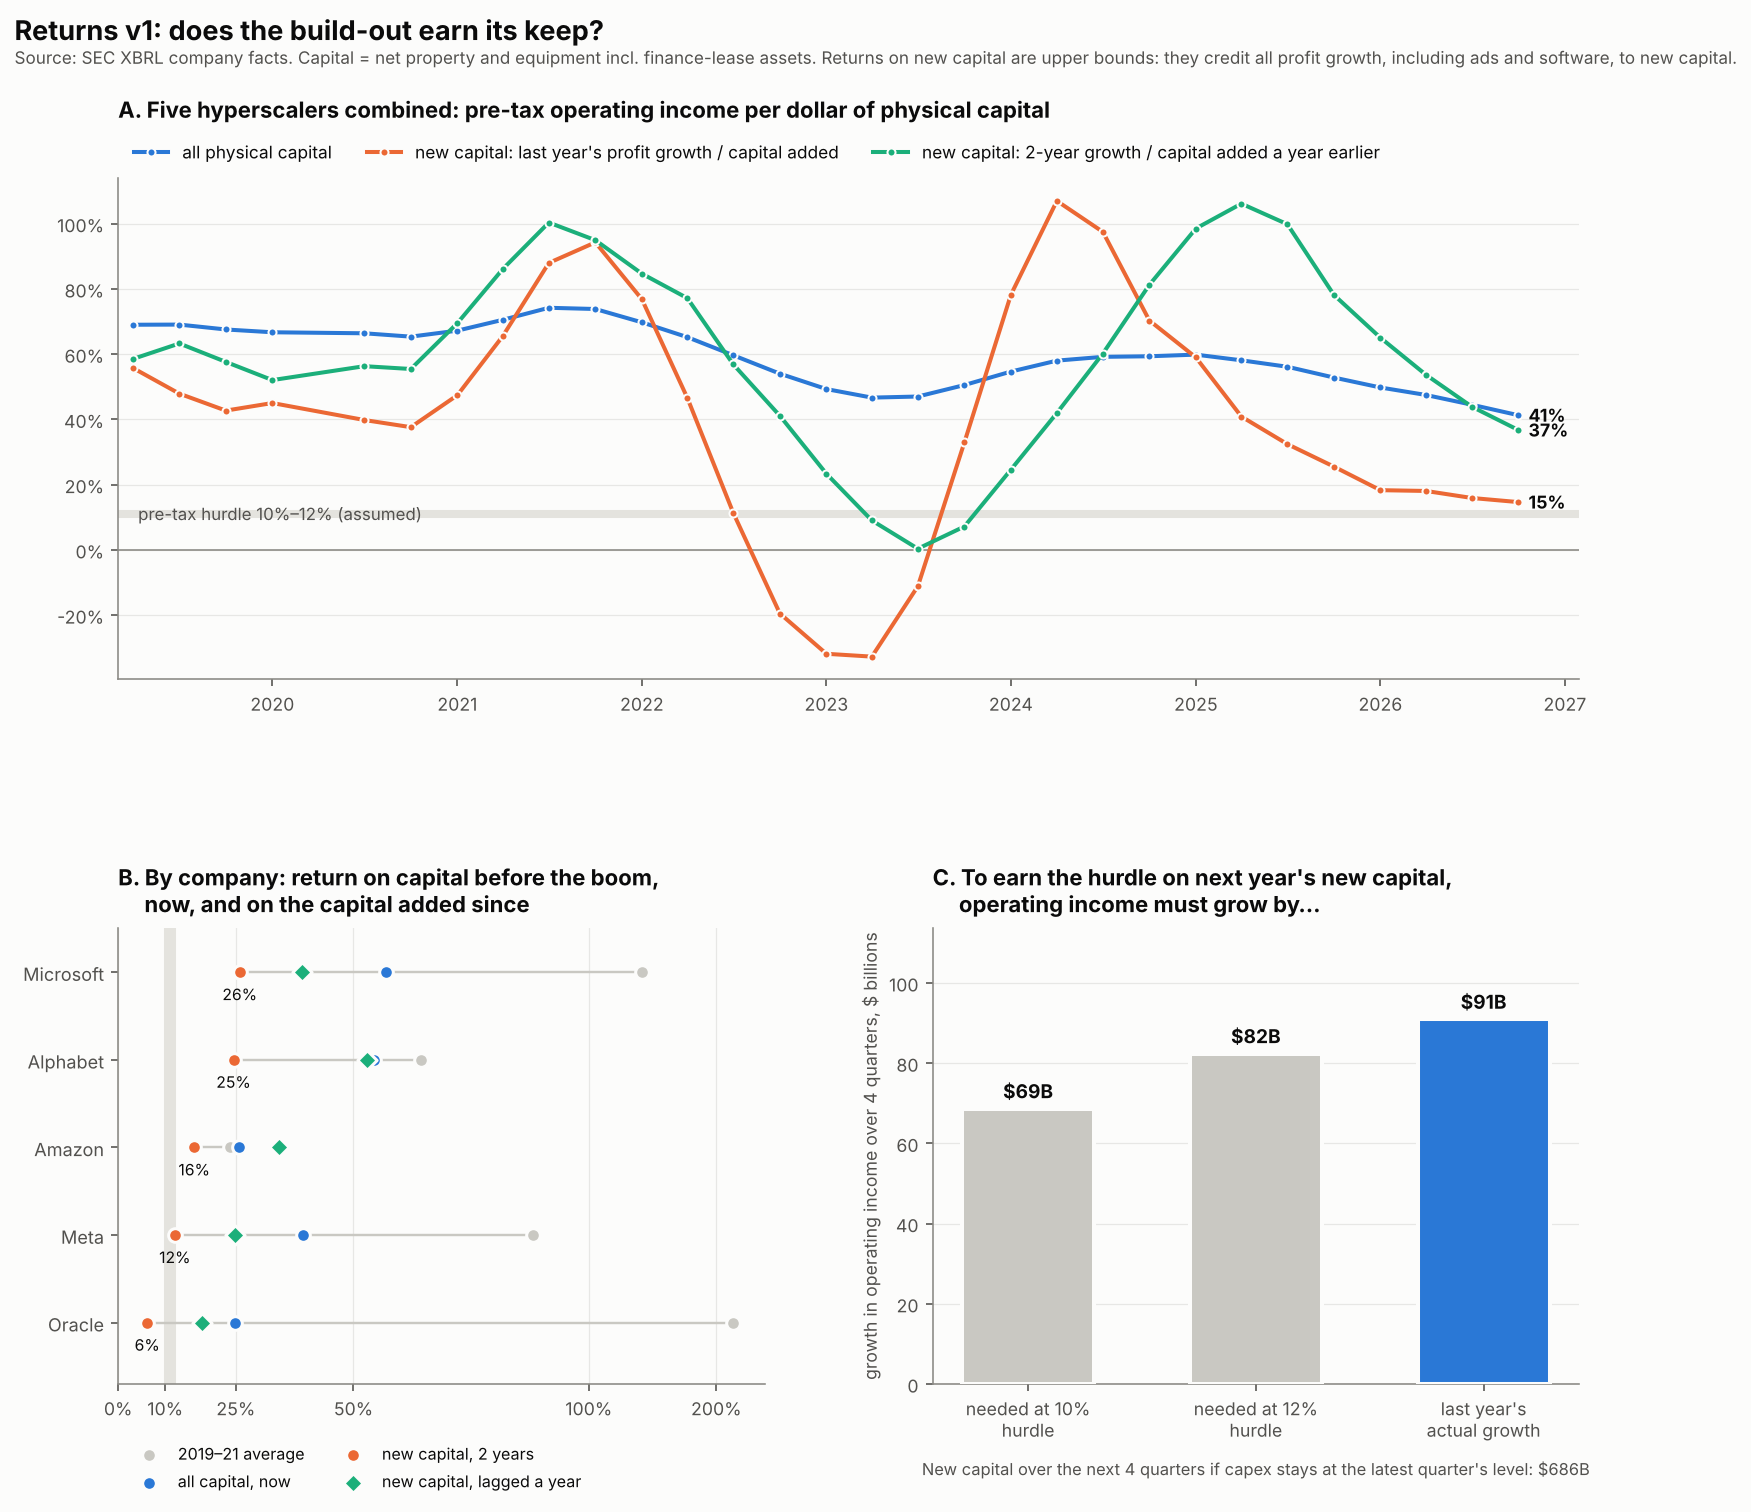 Returns v1: does the build-out earn its keep?
Source: SEC XBRL company facts. Capital = net property and equipment incl. finance-lease assets. Returns on new capital are upper bounds: they credit all profit growth, including ads and software, to new capital.
A. Five hyperscalers combined: pre-tax operating income per dollar of physical capital
all physical capital
new capital: last year's profit growth / capital added
new capital: 2-year growth / capital added a year earlier
100%
80%
60%
40%
20%
0%
-20%
pre-tax hurdle 10%–12% (assumed)
41%
37%
15%
2020
2021
2022
2023
2024
2025
2026
2027
B. By company: return on capital before the boom,
now, and on the capital added since
Microsoft
26%
Alphabet
25%
Amazon
16%
Meta
12%
Oracle
6%
0%
10%
25%
50%
100%
200%
2019–21 average
new capital, 2 years
all capital, now
new capital, lagged a year
C. To earn the hurdle on next year's new capital,
operating income must grow by…
growth in operating income over 4 quarters, $ billions
100
80
60
40
20
0
$69B
$82B
$91B
needed at 10%
hurdle
needed at 12%
hurdle
last year's
actual growth
New capital over the next 4 quarters if capex stays at the latest quarter's level: $686B